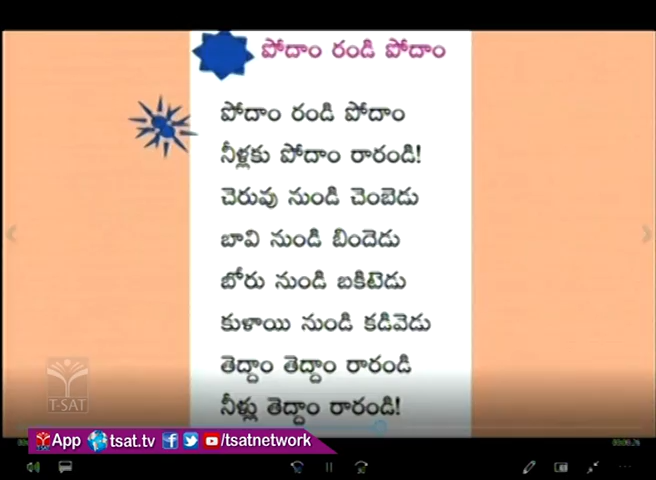 పోదాం రండి పోదాం
పోదాం రండి పోదాం
నీళ్లకు పోదాం రారండి!
చెరువు నుండి చెంబెడు
బావి నుండి బిందెడు
బోరు నుండి బకిటెడు
కుళాయి నుండి కడివెడు
తెద్దాం తెద్దాం రారండి
నీళ్లు తెద్దాం రారండి!
T-SAT
App tsat.tv /tsatnetwork